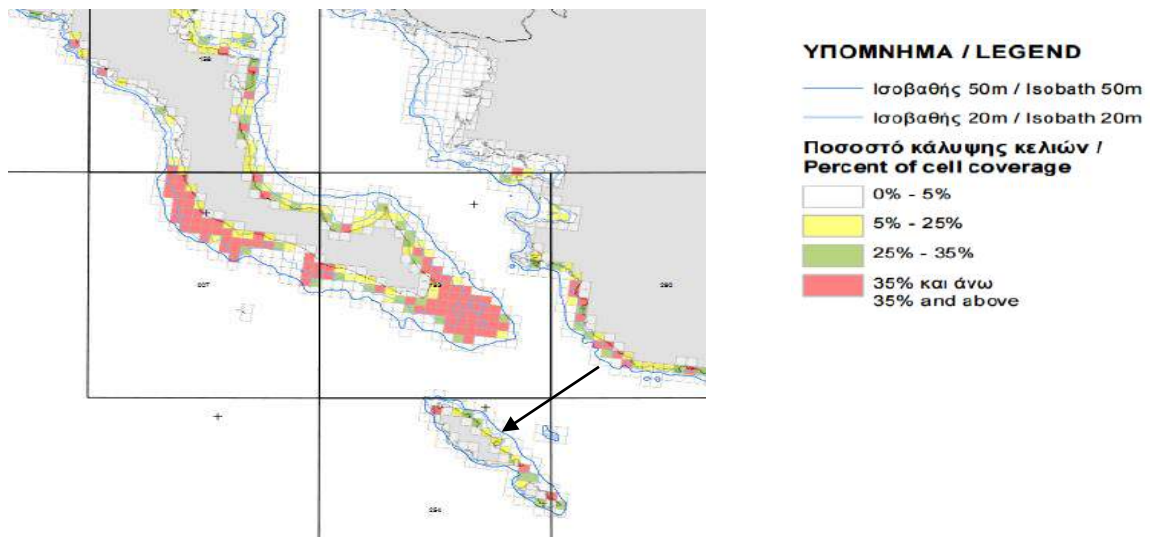 ΥΠΟΜΝΗΜΑ / LEGEND
Ισοβαθής 50m / Isobath 50m
Ισοβαθής 20m / Isobath 20m
Ποσοστό κάλυψης κελιών /
Percent of cell coverage
0% - 5%
5% - 25%
25% - 35%
35% και άνω
35% and above